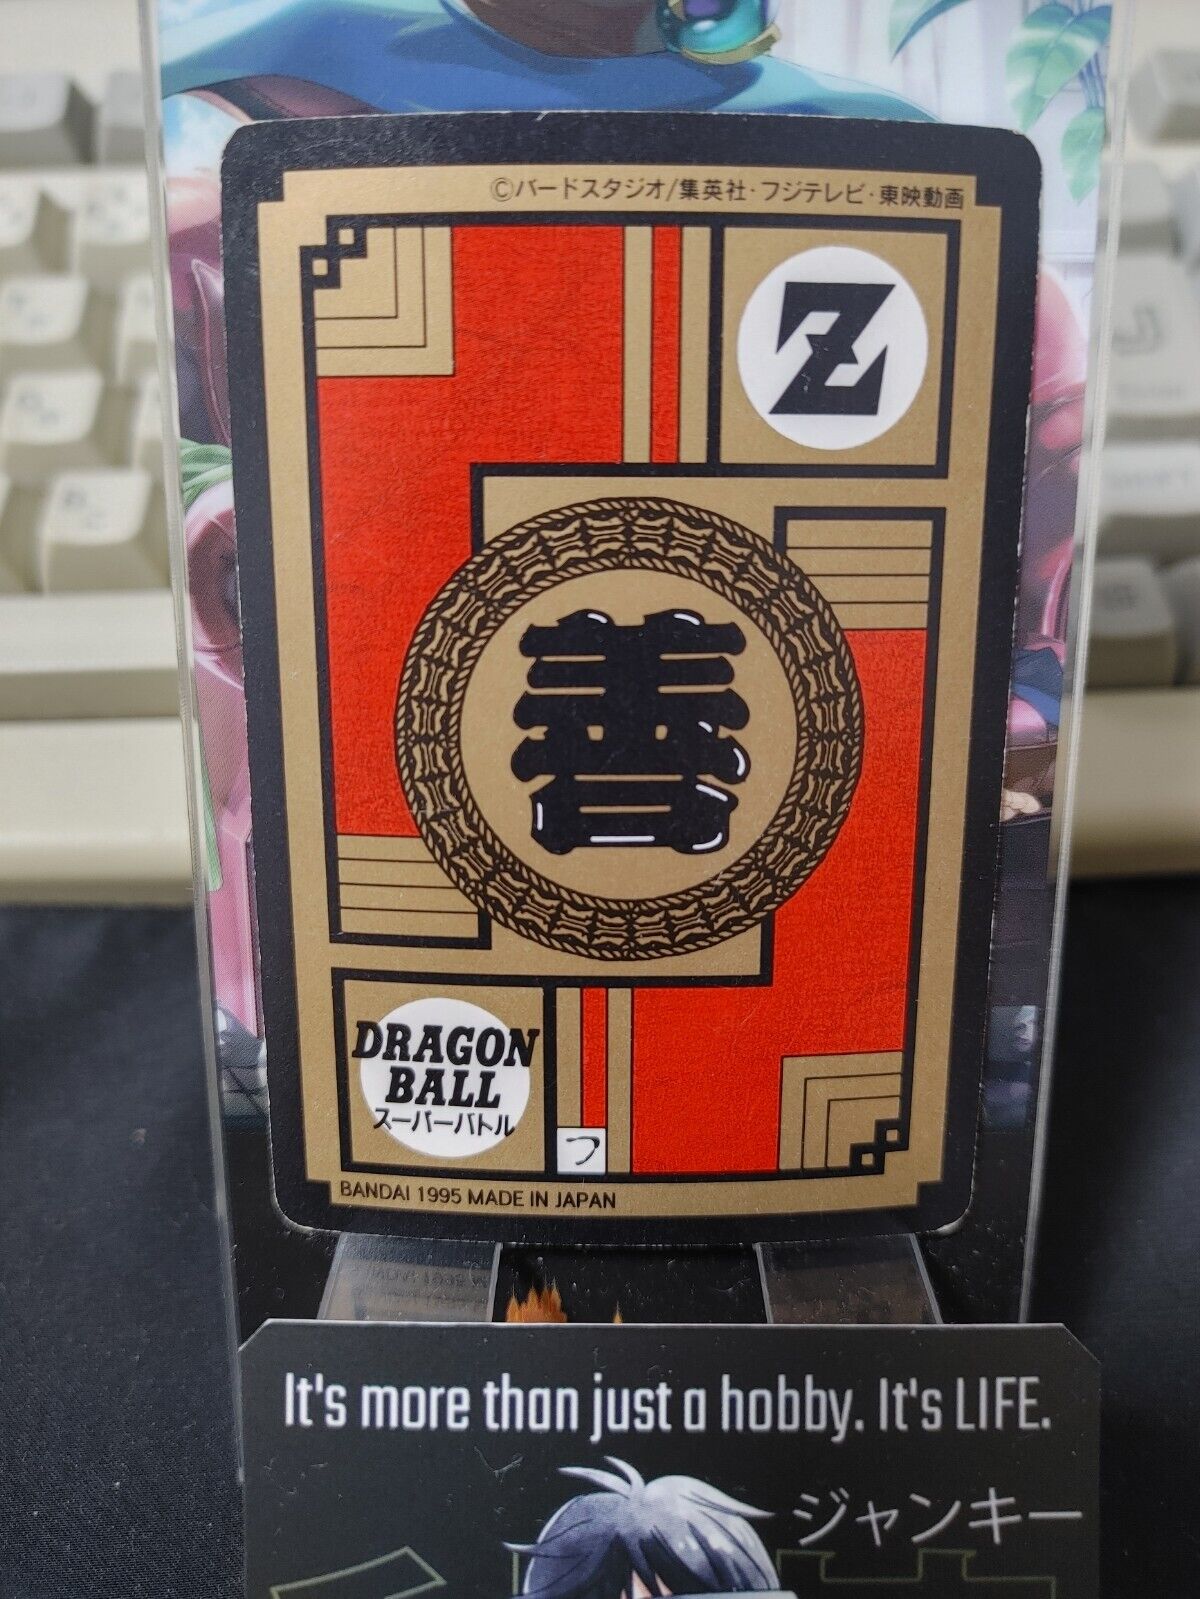 ©バードスタジオ/集英社・フジテレビ・東映動画
Z
善
DRAGON
BALL
スーパーバトル
フ
BANDAI 1995 MADE IN JAPAN
It's more than just a hobby. It's LIFE.
ジャンキー